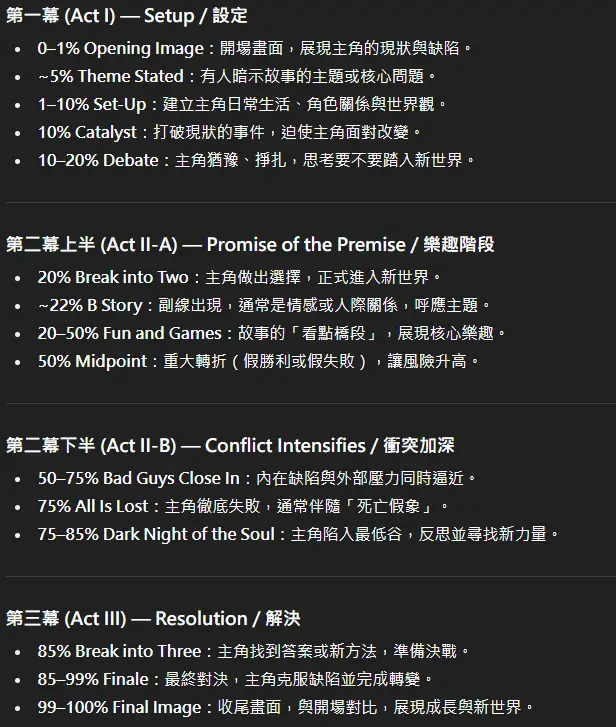 第一幕 (Act I) — Setup / 設定
• 0–1% Opening Image：開場畫面，展現主角的現狀與缺陷。
• ~5% Theme Stated：有人暗示故事的主題或核心問題。
• 1–10% Set-Up：建立主角日常生活、角色關係與世界觀。
• 10% Catalyst：打破現狀的事件，迫使主角面對改變。
• 10–20% Debate：主角猶豫、掙扎，思考要不要踏入新世界。
第二幕上半 (Act II-A) — Promise of the Premise / 樂趣階段
• 20% Break into Two：主角做出選擇，正式進入新世界。
• ~22% B Story：副線出現，通常是情感或人際關係，呼應主題。
• 20–50% Fun and Games：故事的「看點橋段」，展現核心樂趣。
• 50% Midpoint：重大轉折（假勝利或假失敗），讓風險升高。
第二幕下半 (Act II-B) — Conflict Intensifies / 衝突加深
• 50–75% Bad Guys Close In：內在缺陷與外部壓力同時逼近。
• 75% All Is Lost：主角徹底失敗，通常伴隨「死亡假象」。
• 75–85% Dark Night of the Soul：主角陷入最低谷，反思並尋找新力量。
第三幕 (Act III) — Resolution / 解決
• 85% Break into Three：主角找到答案或新方法，準備決戰。
• 85–99% Finale：最終對決，主角克服缺陷並完成轉變。
• 99–100% Final Image：收尾畫面，與開場對比，展現成長與新世界。